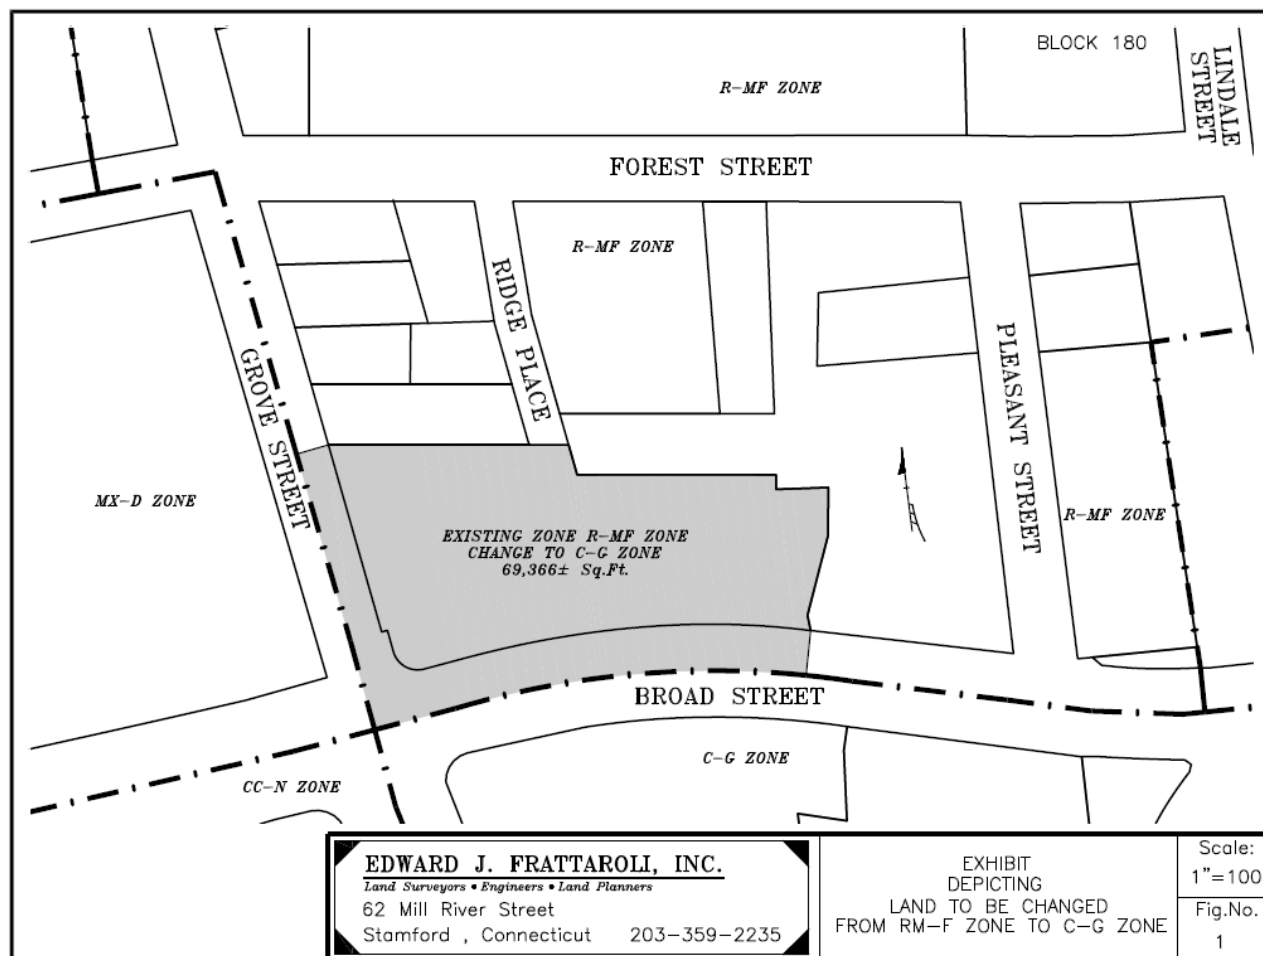 BLOCK 180
LINDALE
STREET
R-MF ZONE
FOREST STREET
R-MF ZONE
RIDGE PLACE
GROVE STREET
PLEASANT STREET
MX-D ZONE
R-MF ZONE
EXISTING ZONE R-MF ZONE
CHANGE TO C-G ZONE
69,366± Sq.Ft.
BROAD STREET
C-G ZONE
CC-N ZONE
EDWARD J. FRATTAROLI, INC.
Land Surveyors • Engineers • Land Planners
62 Mill River Street
Stamford , Connecticut 203-359-2235
EXHIBIT
DEPICTING
LAND TO BE CHANGED
FROM RM-F ZONE TO C-G ZONE
Scale:
1"=100
Fig.No.
1